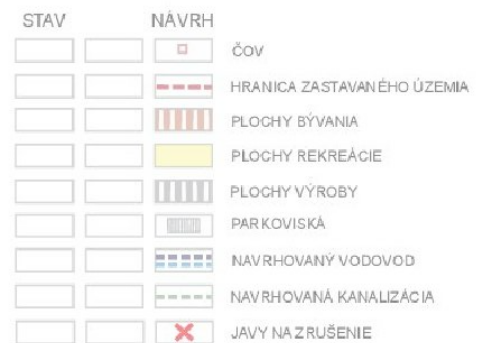 STAV NÁVRH
ČOV
HRANICA ZASTAVANÉHO ÚZEMIA
PLOCHY BÝVANIA
PLOCHY REKREÁCIE
PLOCHY VÝROBY
PARKOVISKÁ
NAVRHOVANÝ VODOVOD
NAVRHOVANÁ KANALIZÁCIA
JAVY NA ZRUŠENIE